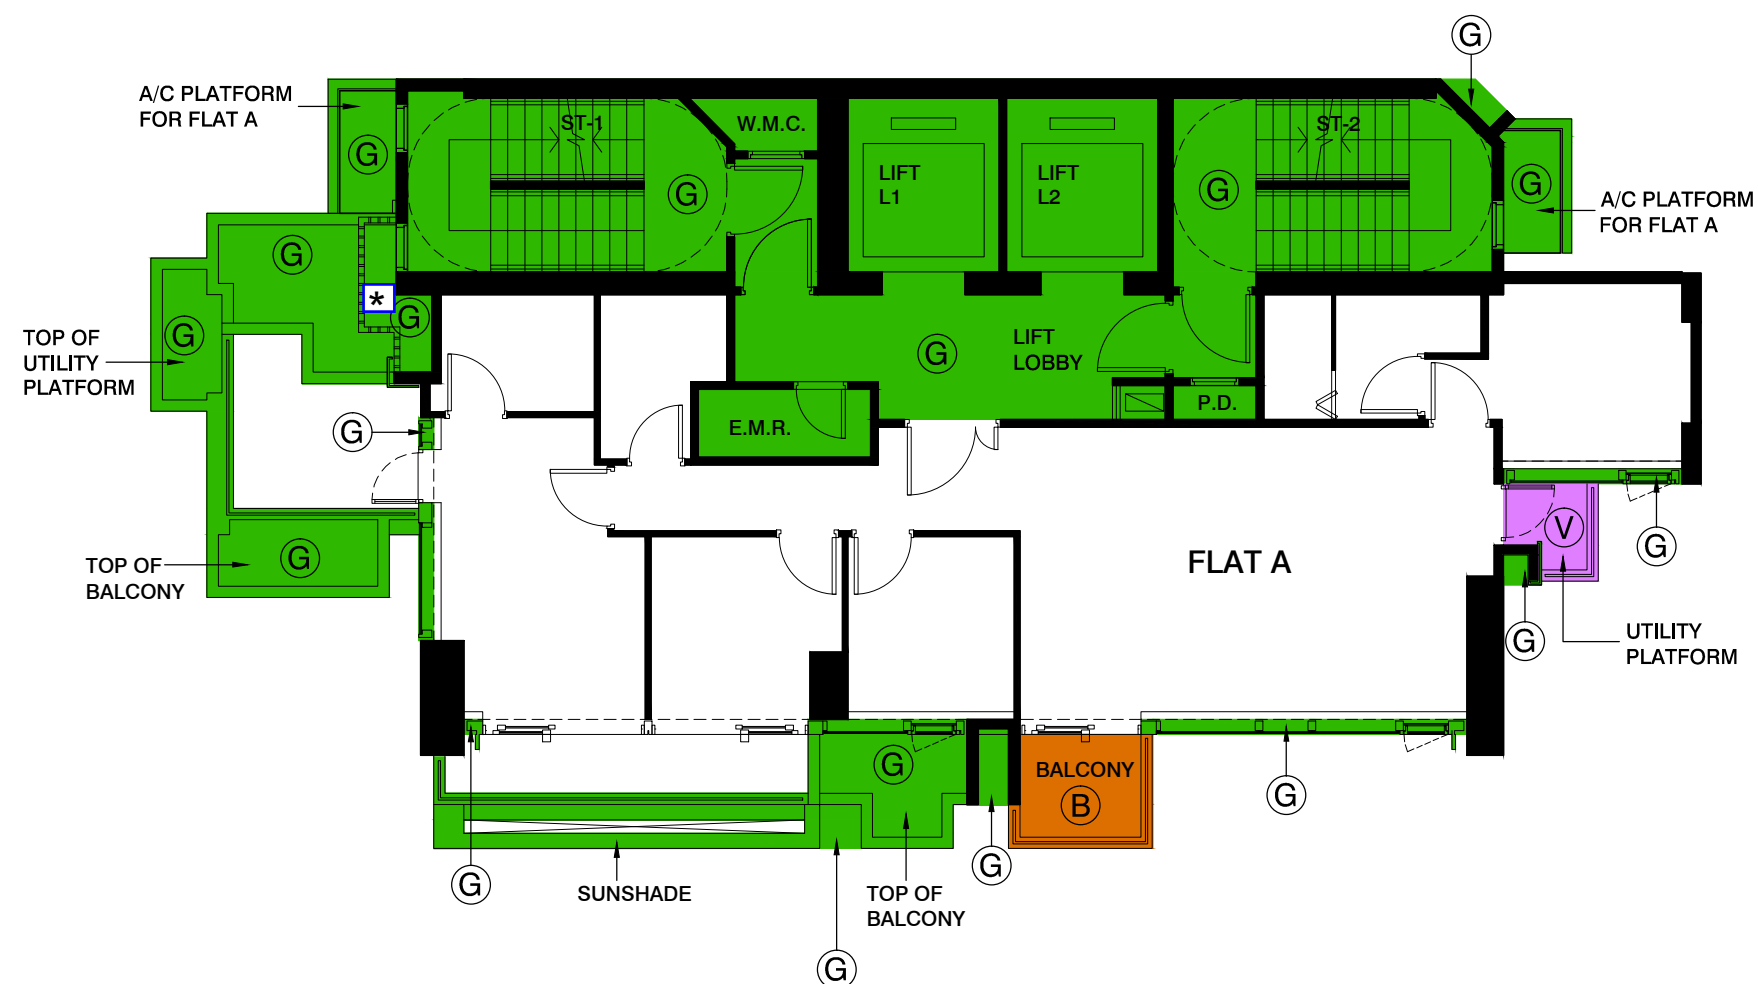 G
A/C PLATFORM
FOR FLAT A
G
ST-1
W.M.C.
G
LIFT
L1
LIFT
L2
G
ST-2
G
A/C PLATFORM
FOR FLAT A
G
*
G
G
TOP OF
UTILITY
PLATFORM
LIFT
LOBBY
G
E.M.R.
P.D.
G
G
TOP OF
BALCONY
FLAT A
V
G
G
UTILITY
PLATFORM
G
BALCONY
B
G
G
SUNSHADE
G
TOP OF
BALCONY
G
G